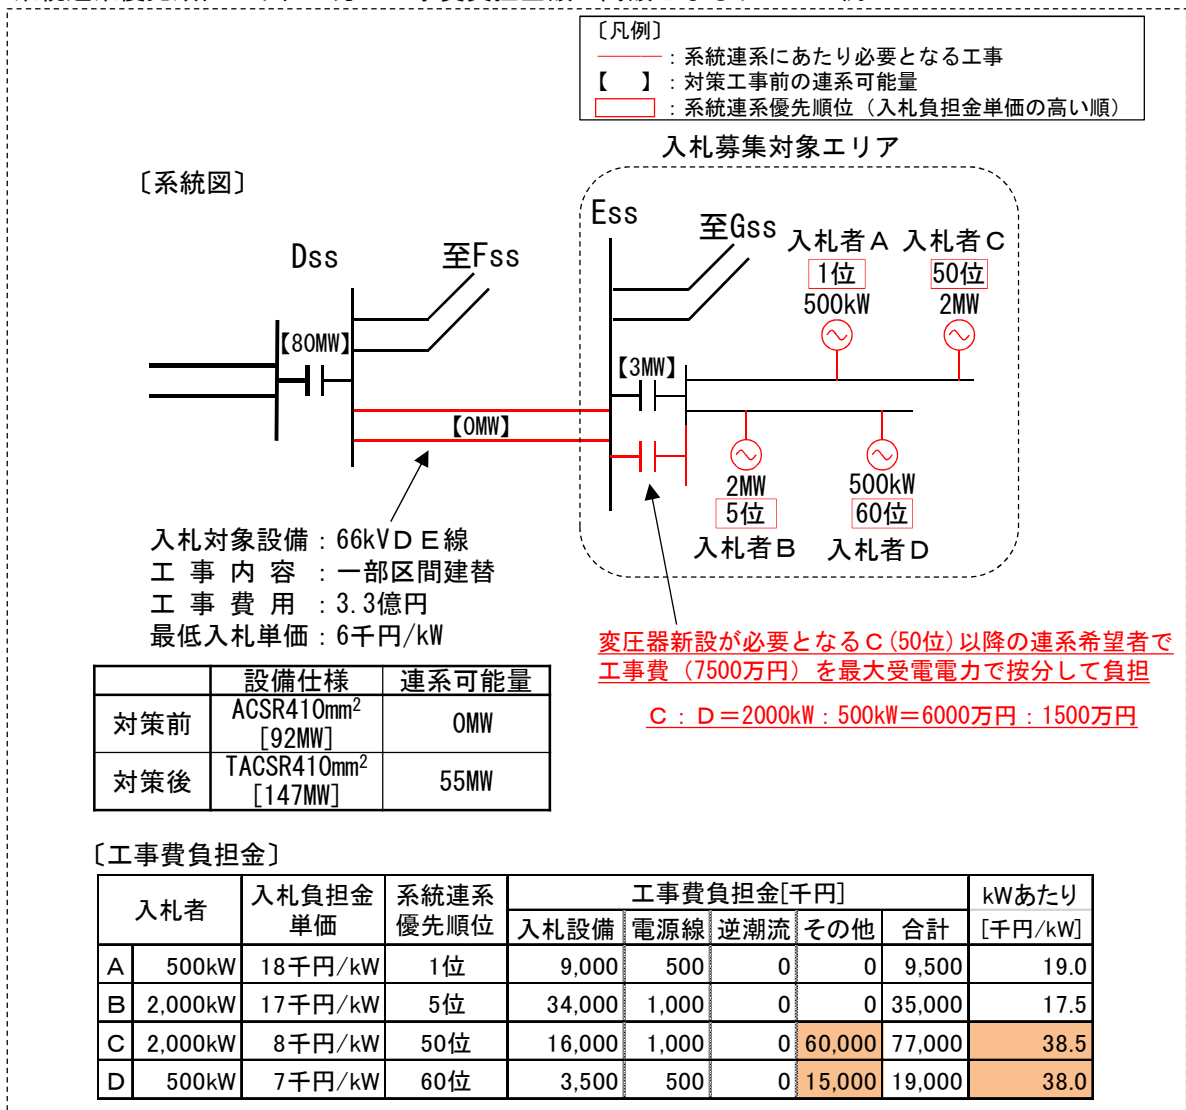 〔凡例〕
：系統連系にあたり必要となる工事
【　】：対策工事前の連系可能量
：系統連系優先順位（入札負担金単価の高い順）
入札募集対象エリア
〔系統図〕
Ess
至Gss
入札者A 入札者C
Dss
至Fss
1位 50位
500kW 2MW
【80MW】
【3MW】
【0MW】
2MW 500kW
5位 60位
入札者B 入札者D
入札対象設備：66kVDE線
工事内容：一部区間建替
工事費用：3.3億円
最低入札単価：6千円/kW
変圧器新設が必要となるC(50位)以降の連系希望者で
工事費（7500万円）を最大受電電力で按分して負担
C：D＝2000kW：500kW＝6000万円：1500万円
設備仕様 連系可能量
対策前 ACSR410mm² [92MW] 0MW
対策後 TACSR410mm² [147MW] 55MW
〔工事費負担金〕
入札者 入札負担金単価 系統連系優先順位 工事費負担金[千円] kWあたり
入札設備 電源線 逆潮流 その他 合計 [千円/kW]
A 500kW 18千円/kW 1位 9,000 500 0 0 9,500 19.0
B 2,000kW 17千円/kW 5位 34,000 1,000 0 0 35,000 17.5
C 2,000kW 8千円/kW 50位 16,000 1,000 0 60,000 77,000 38.5
D 500kW 7千円/kW 60位 3,500 500 0 15,000 19,000 38.0